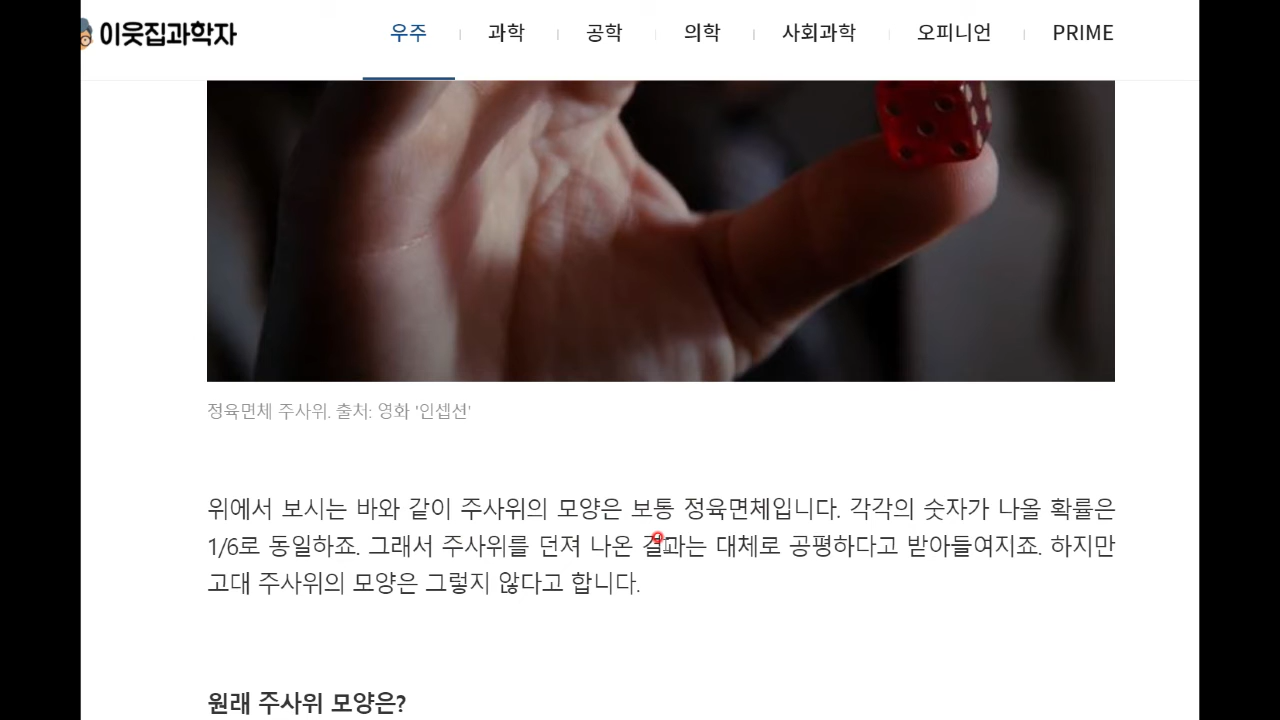 이웃집과학자
우주 과학 공학 의학 사회과학 오피니언 PRIME
정육면체 주사위. 출처: 영화 '인셉션'
위에서 보시는 바와 같이 주사위의 모양은 보통 정육면체입니다. 각각의 숫자가 나올 확률은
1/6로 동일하죠. 그래서 주사위를 던져 나온 결과는 대체로 공평하다고 받아들여지죠. 하지만
고대 주사위의 모양은 그렇지 않다고 합니다.
원래 주사위 모양은?